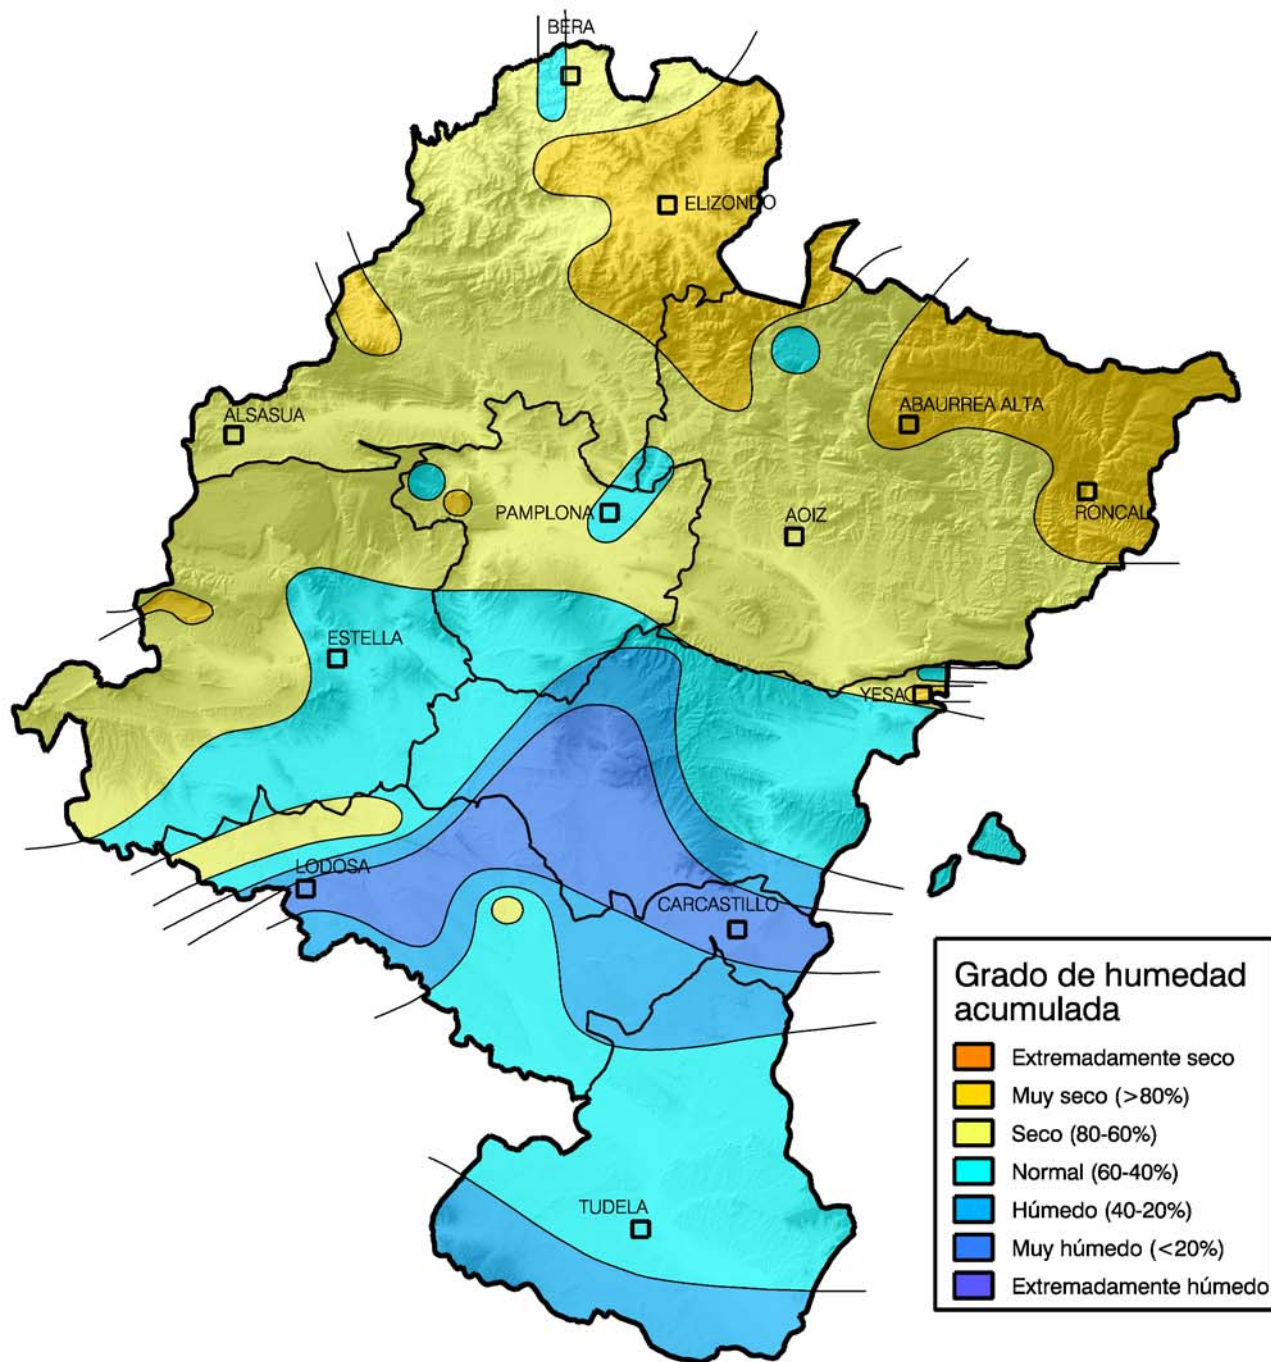 BERA
ELIZONDO
ALSASUA
ABAURREA ALTA
PAMPLONA
AOIZ
RONCAL
ESTELLA
YESA
LODOSA
CARCASTILLO
TUDELA
Grado de humedad
acumulada
Extremadamente seco
Muy seco (>80%)
Seco (80-60%)
Normal (60-40%)
Húmedo (40-20%)
Muy húmedo (<20%)
Extremadamente húmedo